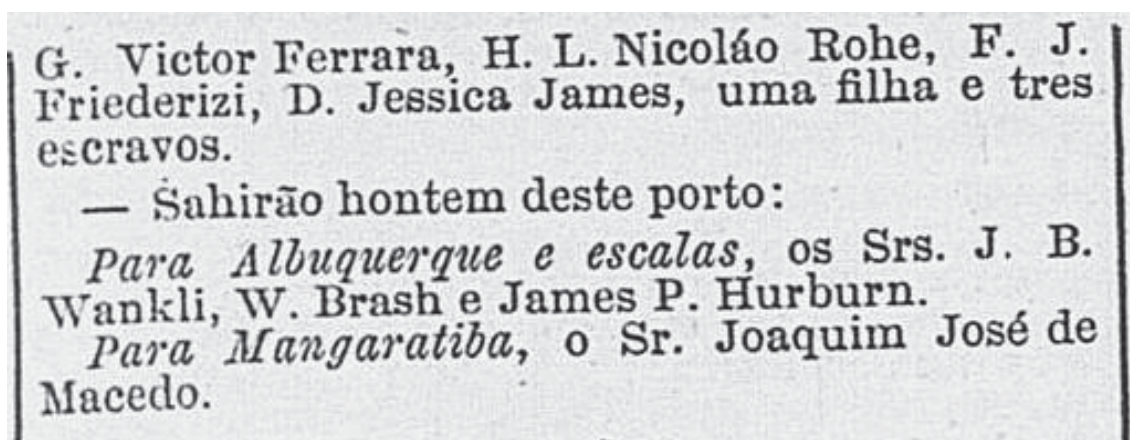 G. Victor Ferrara, H. L. Nicoláo Rohe, F. J.
Friederizi, D. Jessica James, uma filha e tres
escravos.
— Sahirão hontem deste porto:
Para Albuquerque e escalas, os Srs. J. B.
Wankli, W. Brash e James P. Hurburn.
Para Mangaratiba, o Sr. Joaquim José de
Macedo.